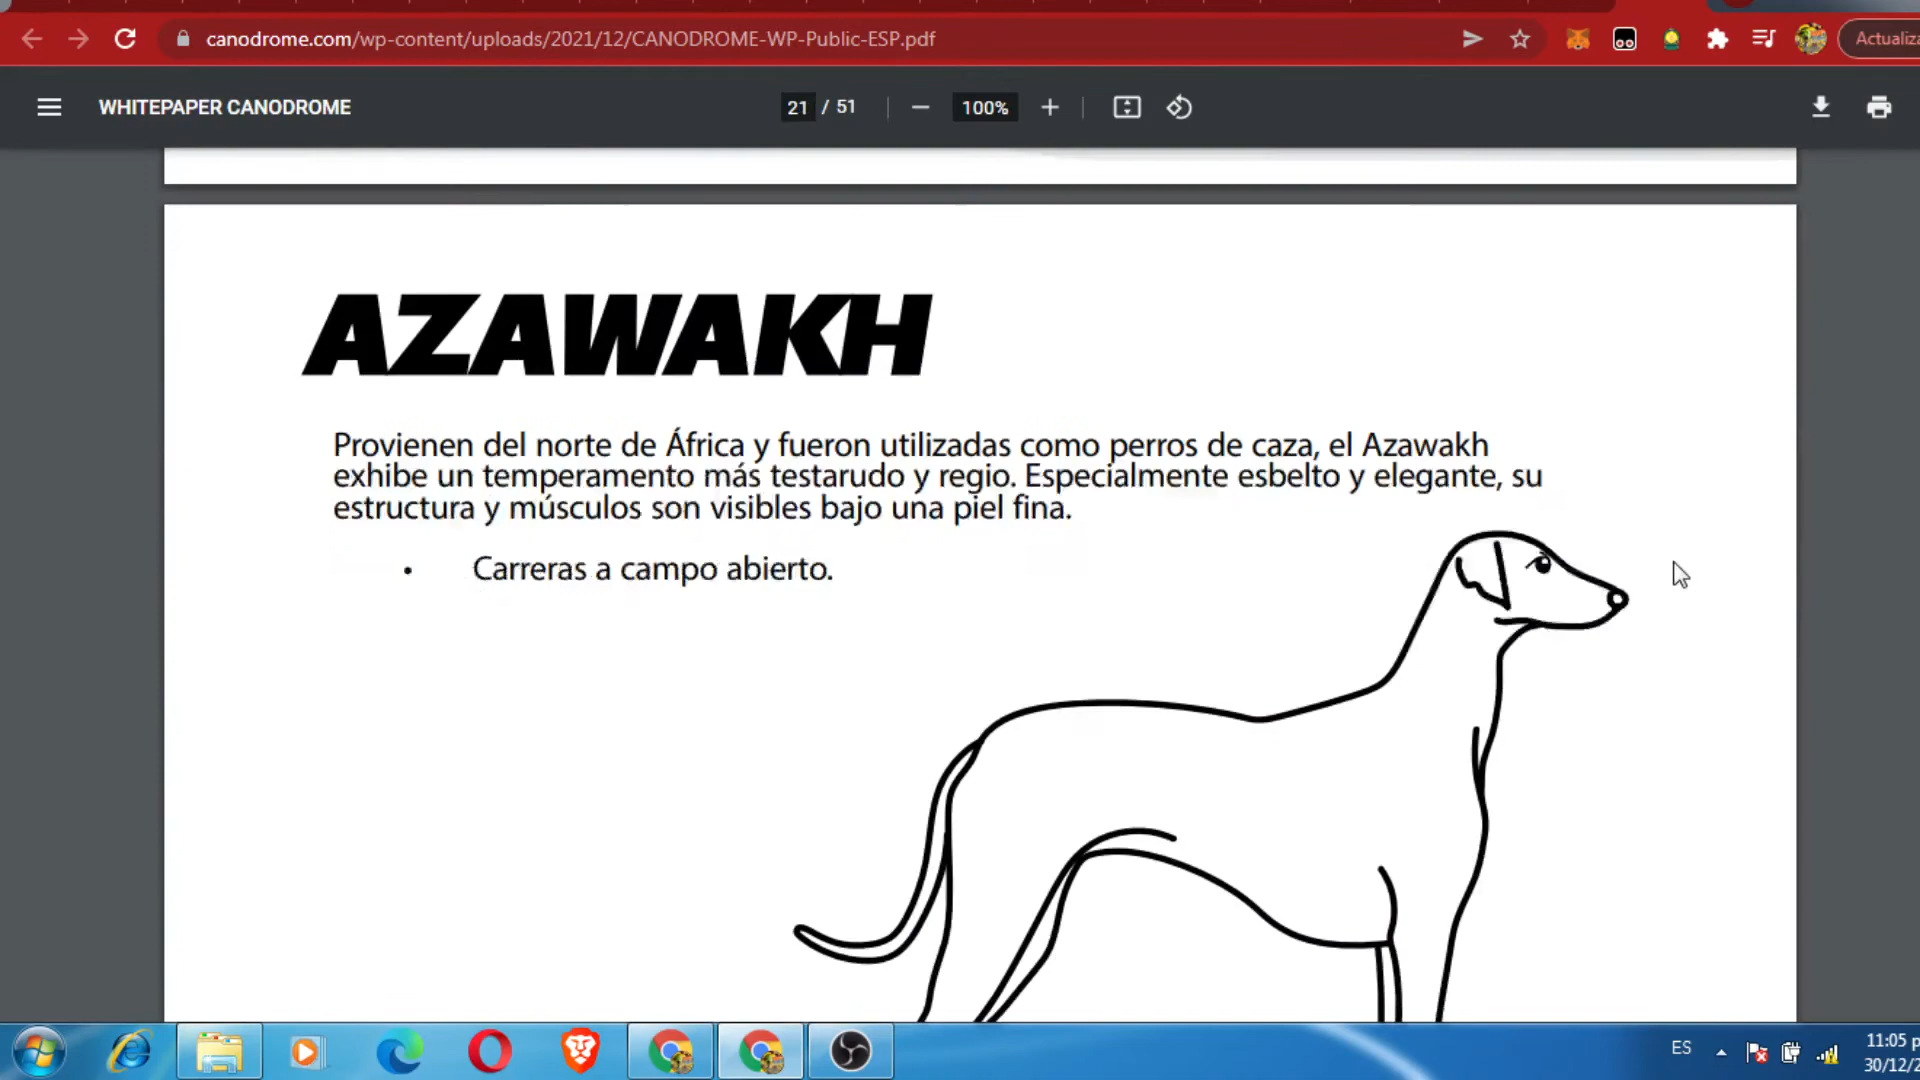 canodrome.com/wp-content/uploads/2021/12/CANODROME-WP-Public-ESP.pdf
WHITEPAPER CANODROME
21 / 51
100%
AZAWAKH
Provienen del norte de África y fueron utilizadas como perros de caza, el Azawakh
exhibe un temperamento más testarudo y regio. Especialmente esbelto y elegante, su
estructura y músculos son visibles bajo una piel fina.
• Carreras a campo abierto.
ES
11:05 p
30/12/2